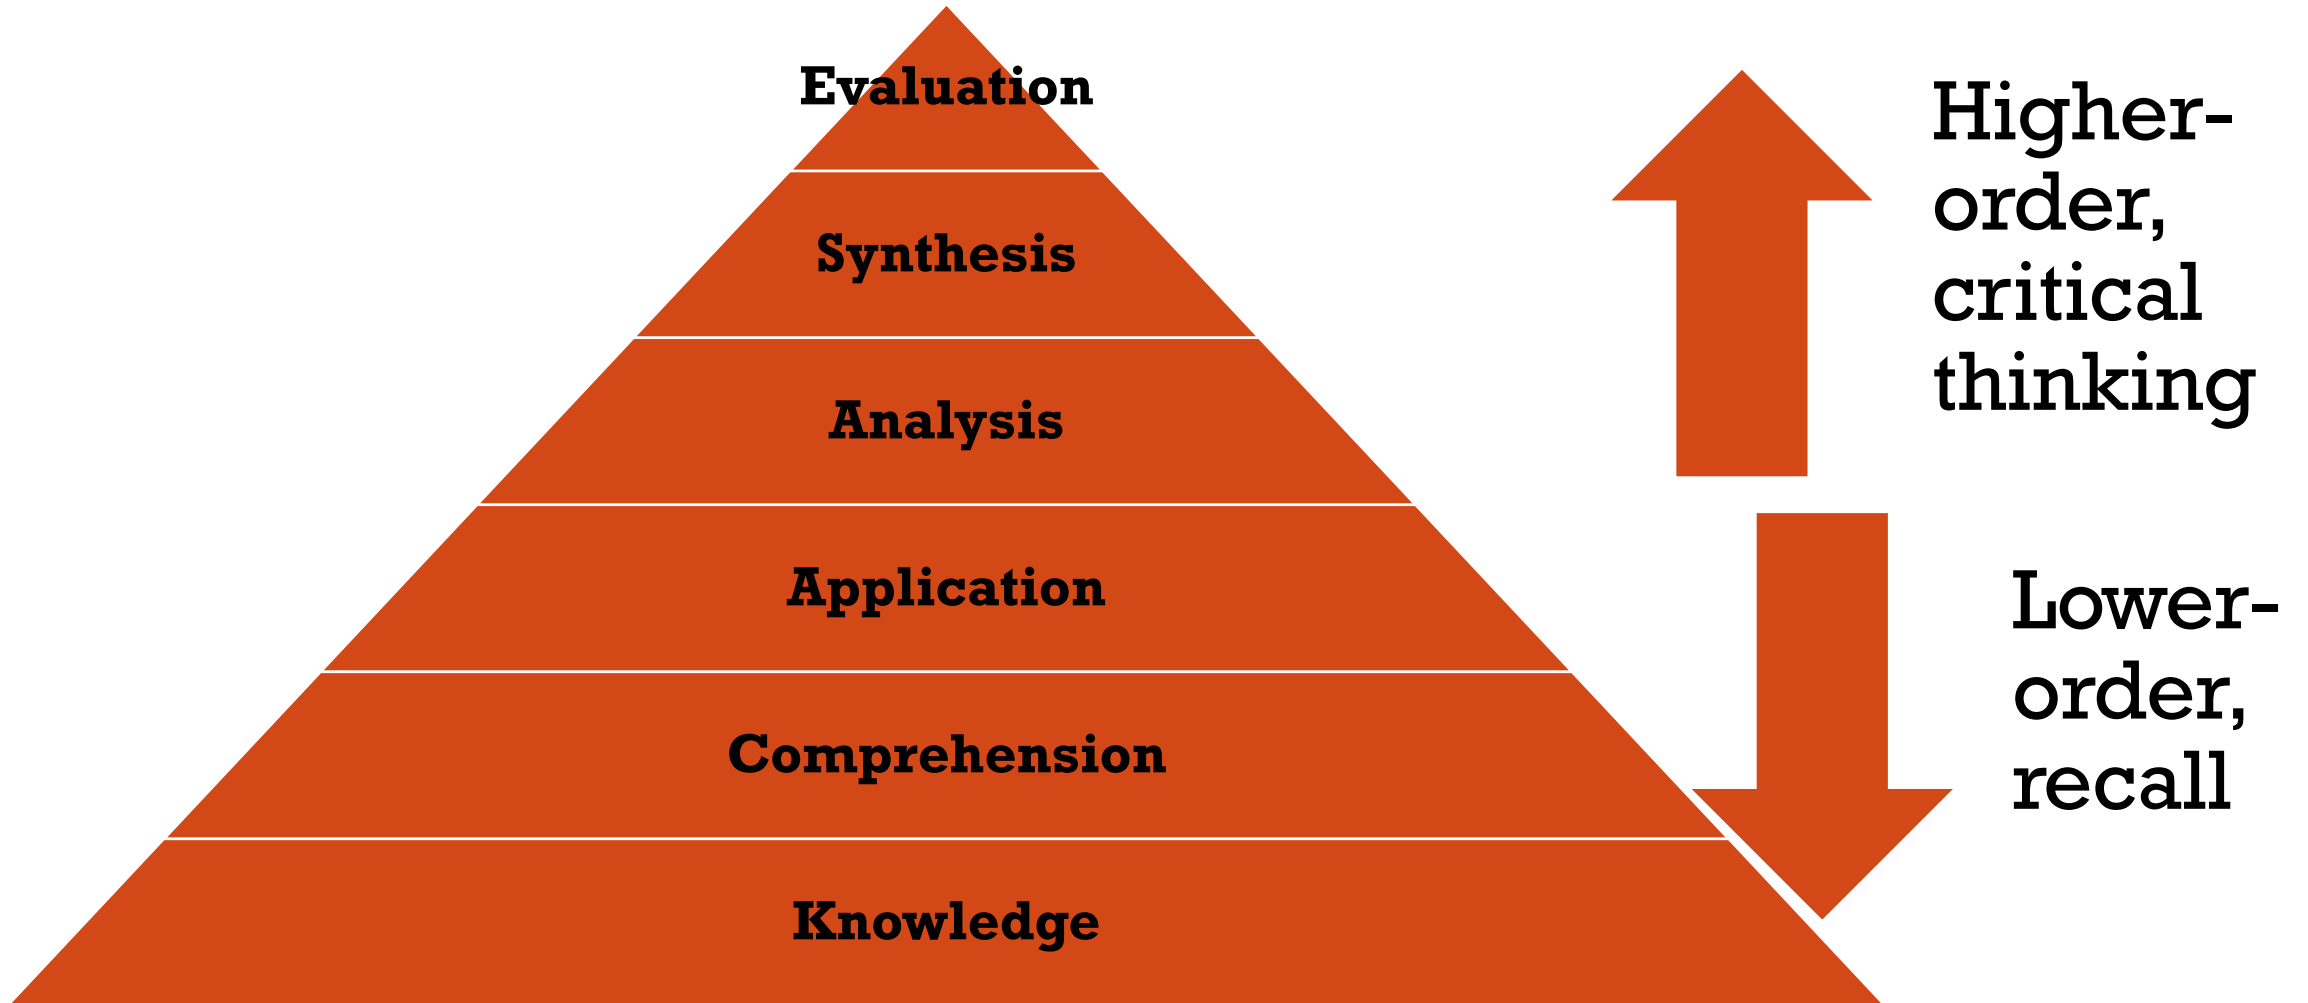 Evaluation
Synthesis
Analysis
Application
Comprehension
Knowledge
Higher-
order,
critical
thinking
Lower-
order,
recall